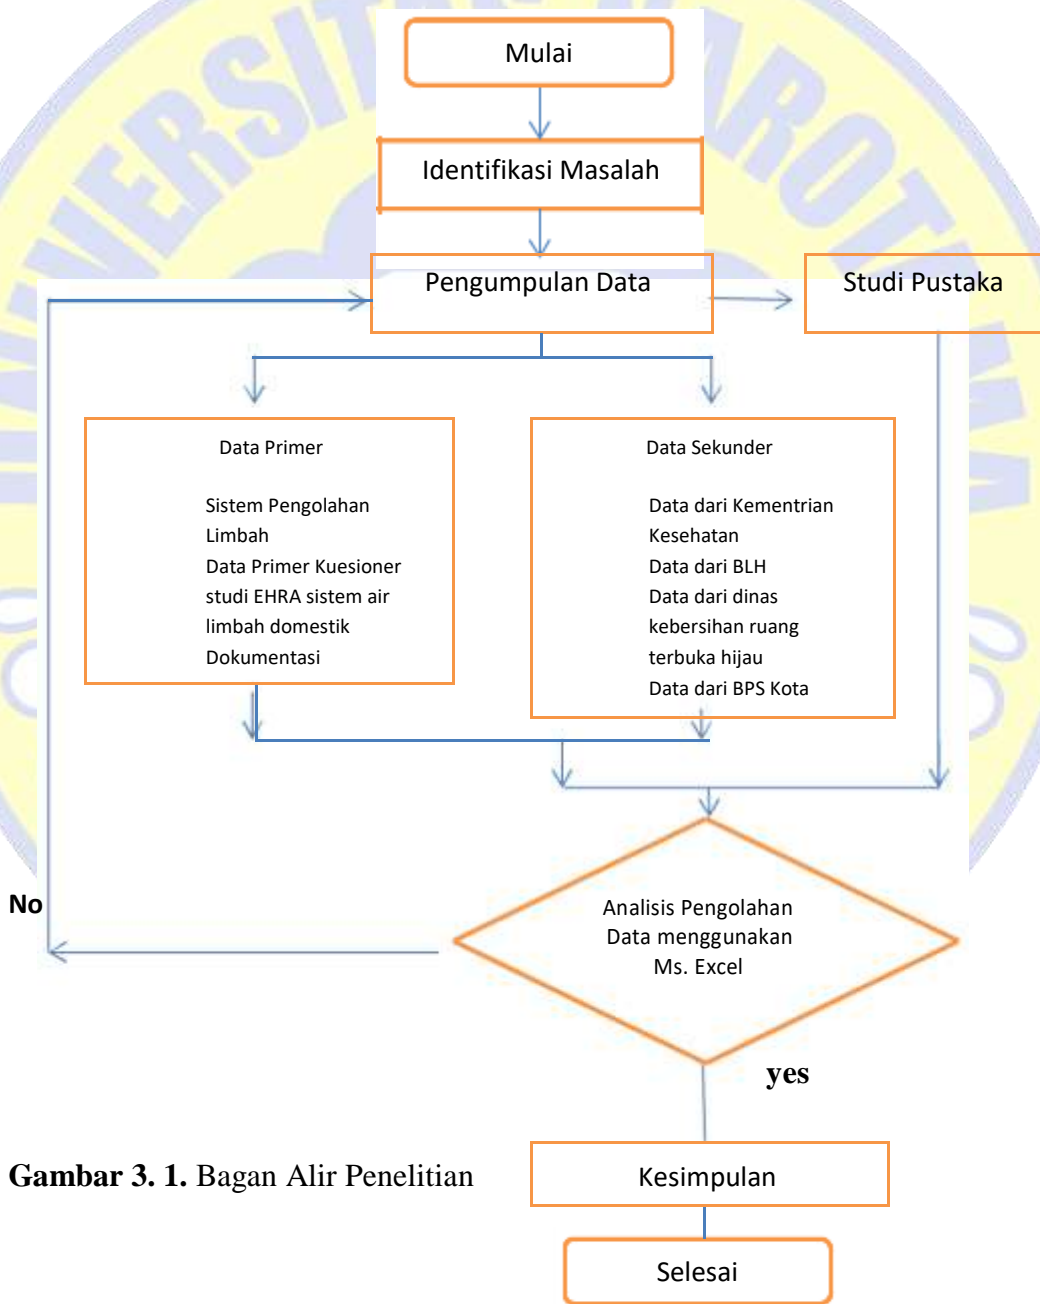 Mulai
Identifikasi Masalah
Pengumpulan Data
Studi Pustaka
Data Primer
Sistem Pengolahan
Limbah
Data Primer Kuesioner
studi EHRA sistem air
limbah domestik
Dokumentasi
Data Sekunder
Data dari Kementrian
Kesehatan
Data dari BLH
Data dari dinas
kebersihan ruang
terbuka hijau
Data dari BPS Kota
No
Analisis Pengolahan
Data menggunakan
Ms. Excel
yes
Gambar 3. 1. Bagan Alir Penelitian
Kesimpulan
Selesai